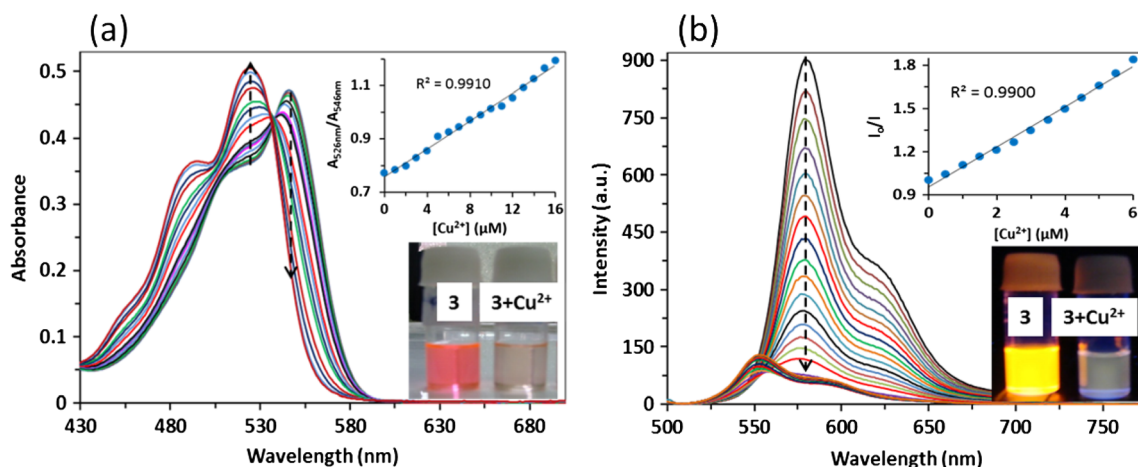 (a)
0.5
0.4
0.3
0.2
0.1
0
Absorbance
430
480
530
580
630
680
Wavelength (nm)
1.1
0.9
0.7
A526nm/A546nm
R² = 0.9910
0 4 8 12 16
[Cu²⁺] (µM)
3 3+Cu²⁺
(b)
900
750
600
450
300
150
0
Intensity (a.u.)
500
550
600
650
700
750
Wavelength (nm)
1.8
1.5
1.2
0.9
Io/I
R² = 0.9900
0 2 4 6
[Cu²⁺] (µM)
3 3+Cu²⁺